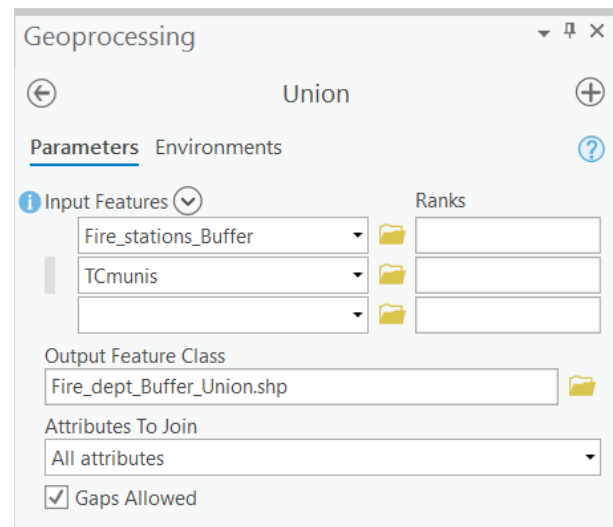 Geoprocessing
Union
Parameters Environments
Input Features Ranks
Fire_stations_Buffer
TCmunis
Output Feature Class
Fire_dept_Buffer_Union.shp
Attributes To Join
All attributes
Gaps Allowed